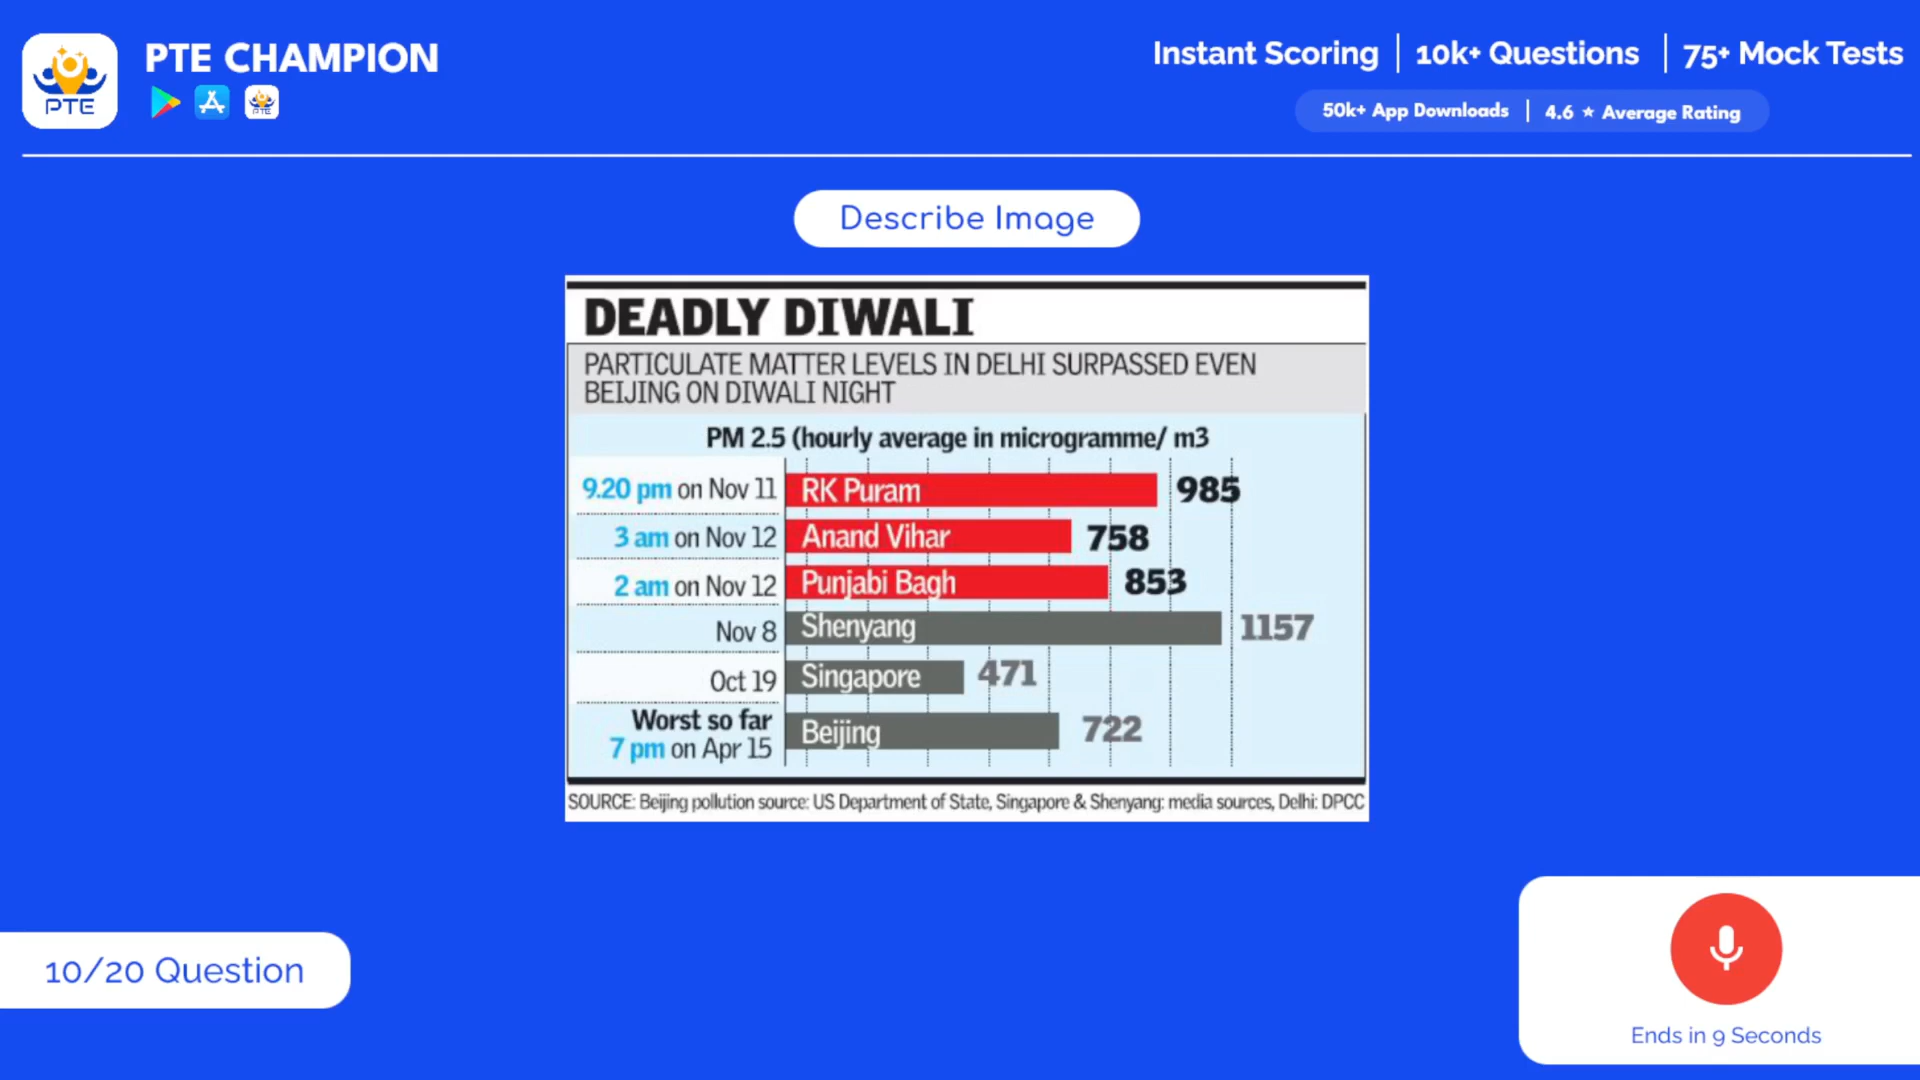 PTE CHAMPION
PTE
PTE
Instant Scoring | 10k+ Questions | 75+ Mock Tests
50k+ App Downloads | 4.6 ★ Average Rating
Describe Image
DEADLY DIWALI
PARTICULATE MATTER LEVELS IN DELHI SURPASSED EVEN
BEIJING ON DIWALI NIGHT
PM 2.5 (hourly average in microgramme/ m3
9.20 pm on Nov 11 RK Puram 985
3 am on Nov 12 Anand Vihar 758
2 am on Nov 12 Punjabi Bagh 853
Nov 8 Shenyang 1157
Oct 19 Singapore 471
Worst so far
7 pm on Apr 15 Beijing 722
SOURCE: Beijing pollution source: US Department of State, Singapore & Shenyang: media sources, Delhi: DPCC
10/20 Question
Ends in 9 Seconds